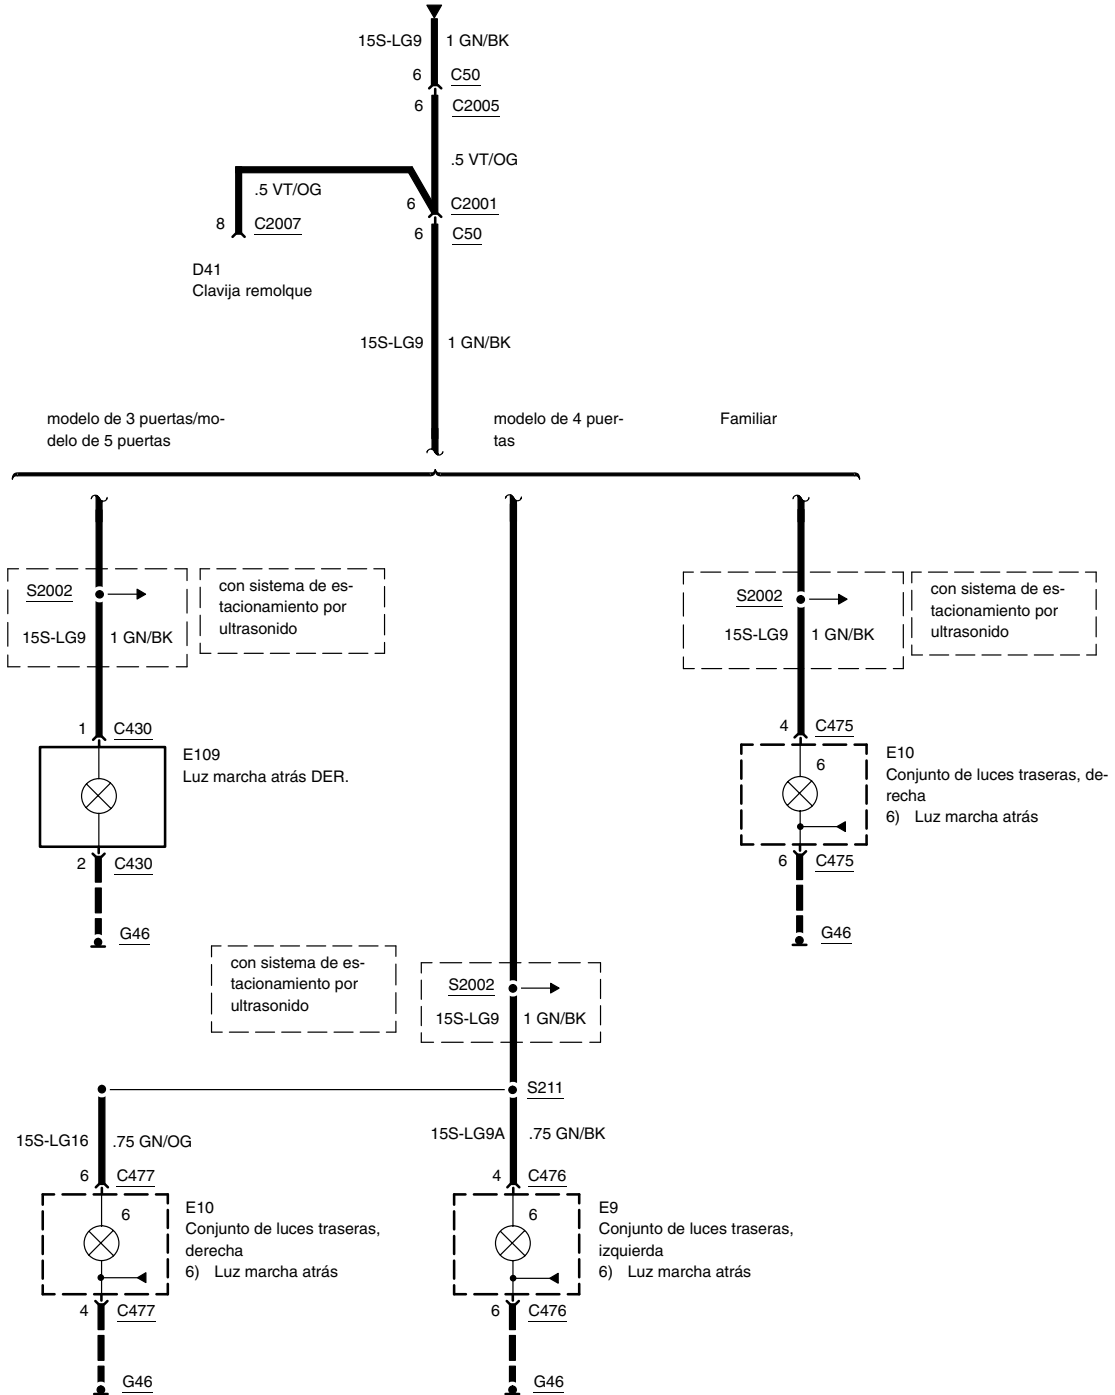 15S-LG9 1 GN/BK
6 C50
6 C2005
.5 VT/OG
.5 VT/OG
6 C2001
8 C2007
6 C50
D41
Clavija remolque
15S-LG9 1 GN/BK
modelo de 3 puertas/mo-
delo de 5 puertas
modelo de 4 puer-
tas
Familiar
S2002
15S-LG9 1 GN/BK
con sistema de es-
tacionamiento por
ultrasonido
S2002
15S-LG9 1 GN/BK
con sistema de es-
tacionamiento por
ultrasonido
1 C430
E109
Luz marcha atrás DER.
2 C430
G46
4 C475
6
E10
Conjunto de luces traseras, de-
recha
6) Luz marcha atrás
6 C475
G46
con sistema de es-
tacionamiento por
ultrasonido
S2002
15S-LG9 1 GN/BK
S211
15S-LG16 .75 GN/OG
15S-LG9A .75 GN/BK
6 C477
6
E10
Conjunto de luces traseras,
derecha
6) Luz marcha atrás
4 C477
G46
4 C476
6
E9
Conjunto de luces traseras,
izquierda
6) Luz marcha atrás
6 C476
G46